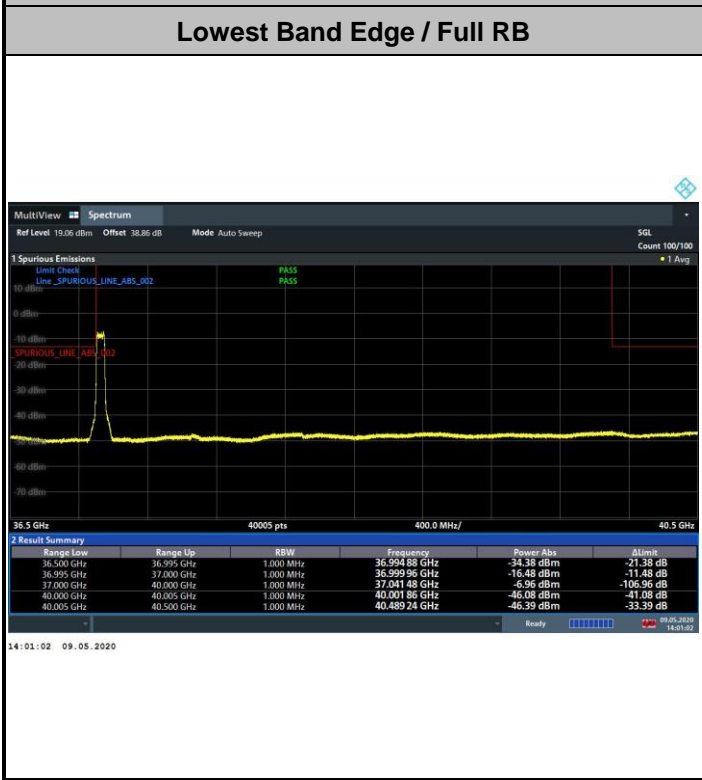 Lowest Band Edge / Full RB
MultiView Spectrum
Ref Level 19.06 dBm Offset 38.86 dB Mode Auto Sweep SGL
Count 100/100
1 Spurious Emissions 1 Avg
Limit Check PASS
Line _SPURIOUS_LINE_ABS_002 PASS
10 dBm
0 dBm
-10 dBm
_SPURIOUS_LINE_ABS_002
-20 dBm
-30 dBm
-40 dBm
-50 dBm
-60 dBm
-70 dBm
36.5 GHz 40005 pts 400.0 MHz/ 40.5 GHz
2 Result Summary
Range Low Range Up RBW Frequency Power Abs ΔLimit
36.500 GHz 36.995 GHz 1.000 MHz 36.994 88 GHz -34.38 dBm -21.38 dB
36.995 GHz 37.000 GHz 1.000 MHz 36.999 96 GHz -16.48 dBm -11.48 dB
37.000 GHz 40.000 GHz 1.000 MHz 37.041 48 GHz -6.96 dBm -106.96 dB
40.000 GHz 40.005 GHz 1.000 MHz 40.001 86 GHz -46.08 dBm -41.08 dB
40.005 GHz 40.500 GHz 1.000 MHz 40.489 24 GHz -46.39 dBm -33.39 dB
Ready 09.05.2020
14:01:02
14:01:02 09.05.2020